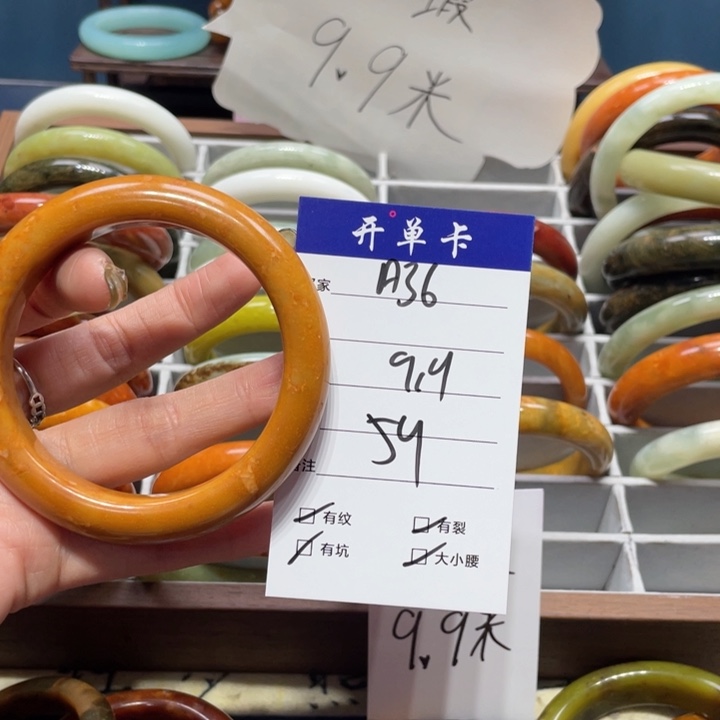 9.9米
开单卡
家 A36
9.4
注 54
有纹 有裂
有坑 大小腰
9.9米